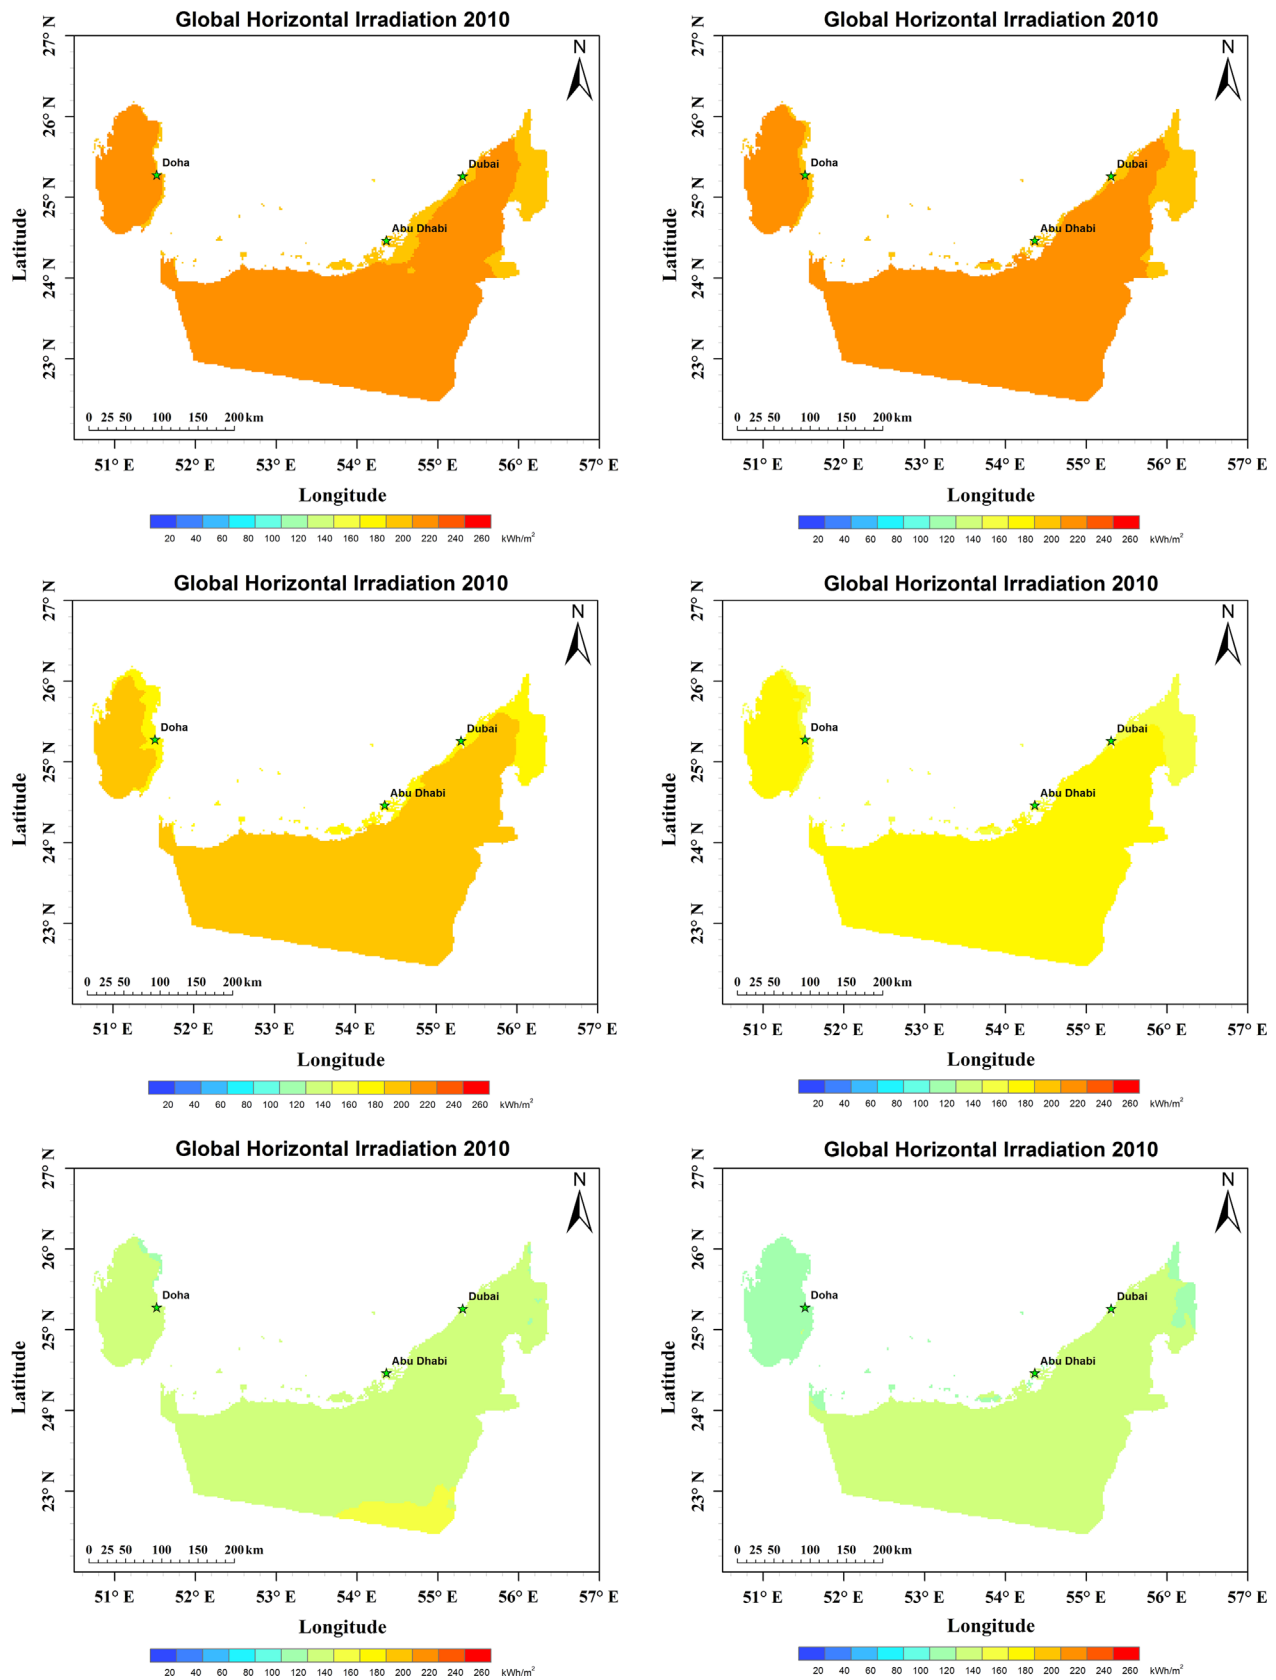 Global Horizontal Irradiation 2010
27° N
26° N
25° N
24° N
23° N
Latitude
N
Doha
Dubai
Abu Dhabi
0 25 50 100 150 200 km
51° E 52° E 53° E 54° E 55° E 56° E 57° E
Longitude
20 40 60 80 100 120 140 160 180 200 220 240 260 kWh/m²
Global Horizontal Irradiation 2010
27° N
26° N
25° N
24° N
23° N
Latitude
N
Doha
Dubai
Abu Dhabi
0 25 50 100 150 200 km
51° E 52° E 53° E 54° E 55° E 56° E 57° E
Longitude
20 40 60 80 100 120 140 160 180 200 220 240 260 kWh/m²
Global Horizontal Irradiation 2010
27° N
26° N
25° N
24° N
23° N
Latitude
N
Doha
Dubai
Abu Dhabi
0 25 50 100 150 200 km
51° E 52° E 53° E 54° E 55° E 56° E 57° E
Longitude
20 40 60 80 100 120 140 160 180 200 220 240 260 kWh/m²
Global Horizontal Irradiation 2010
27° N
26° N
25° N
24° N
23° N
Latitude
N
Doha
Dubai
Abu Dhabi
0 25 50 100 150 200 km
51° E 52° E 53° E 54° E 55° E 56° E 57° E
Longitude
20 40 60 80 100 120 140 160 180 200 220 240 260 kWh/m²
Global Horizontal Irradiation 2010
27° N
26° N
25° N
24° N
23° N
Latitude
N
Doha
Dubai
Abu Dhabi
0 25 50 100 150 200 km
51° E 52° E 53° E 54° E 55° E 56° E 57° E
Longitude
20 40 60 80 100 120 140 160 180 200 220 240 260 kWh/m²
Global Horizontal Irradiation 2010
27° N
26° N
25° N
24° N
23° N
Latitude
N
Doha
Dubai
Abu Dhabi
0 25 50 100 150 200 km
51° E 52° E 53° E 54° E 55° E 56° E 57° E
Longitude
20 40 60 80 100 120 140 160 180 200 220 240 260 kWh/m²